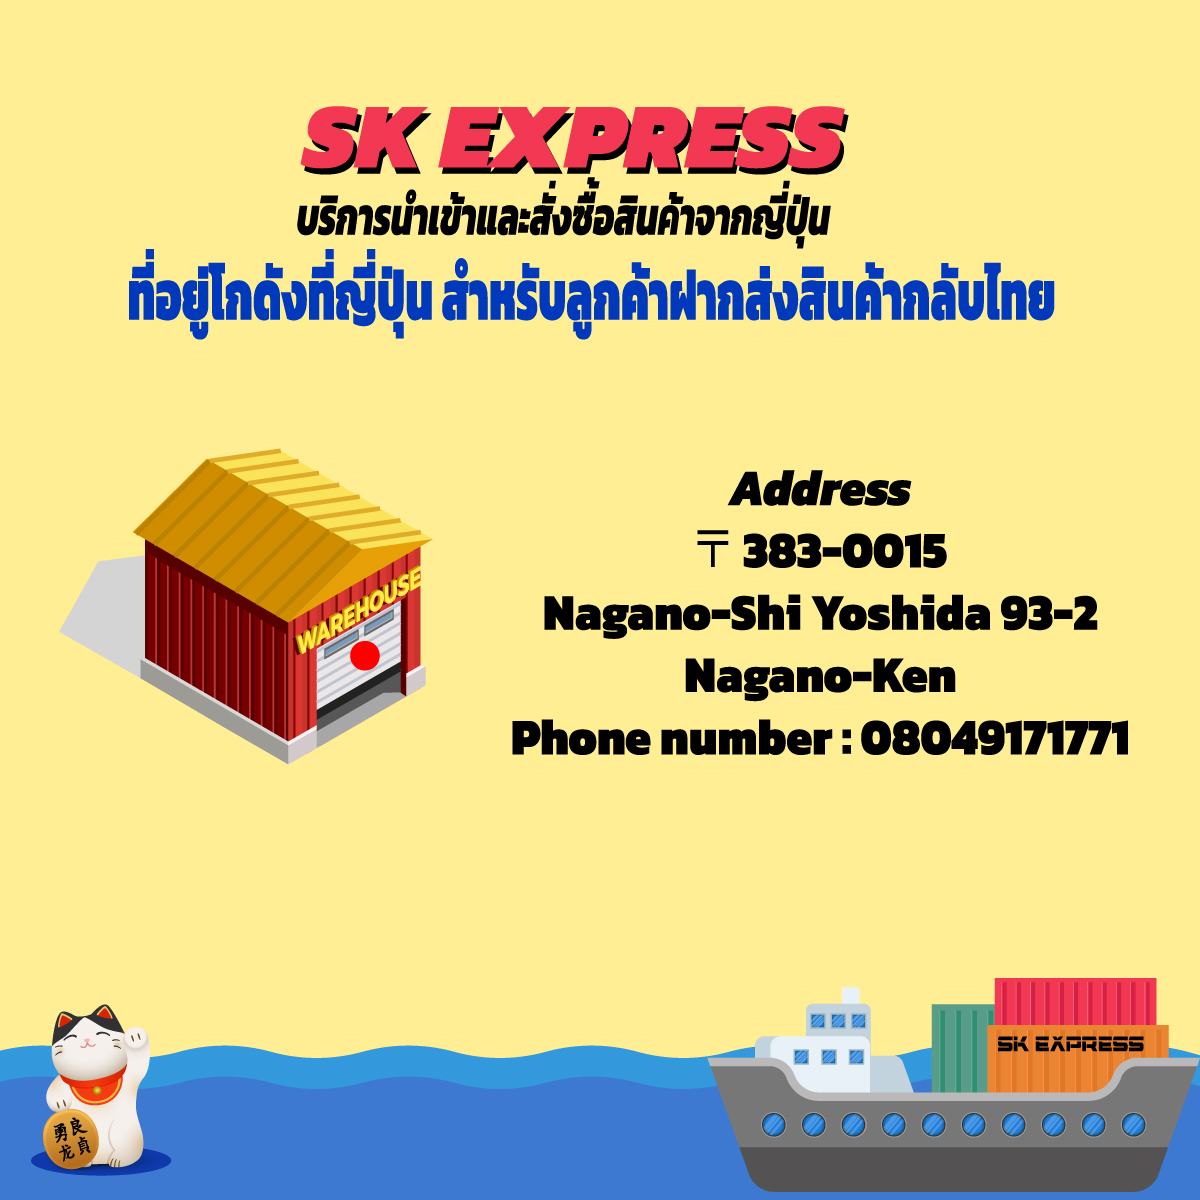 SK EXPRESS
บริการนำเข้าและสั่งซื้อสินค้าจากญี่ปุ่น
ที่อยู่โกดังที่ญี่ปุ่น สำหรับลูกค้าฝากส่งสินค้ากลับไทย
WAREHOUSE
Address
〒 383-0015
Nagano-Shi Yoshida 93-2
Nagano-Ken
Phone number : 08049171771
SK EXPRESS
勇良
龙贞